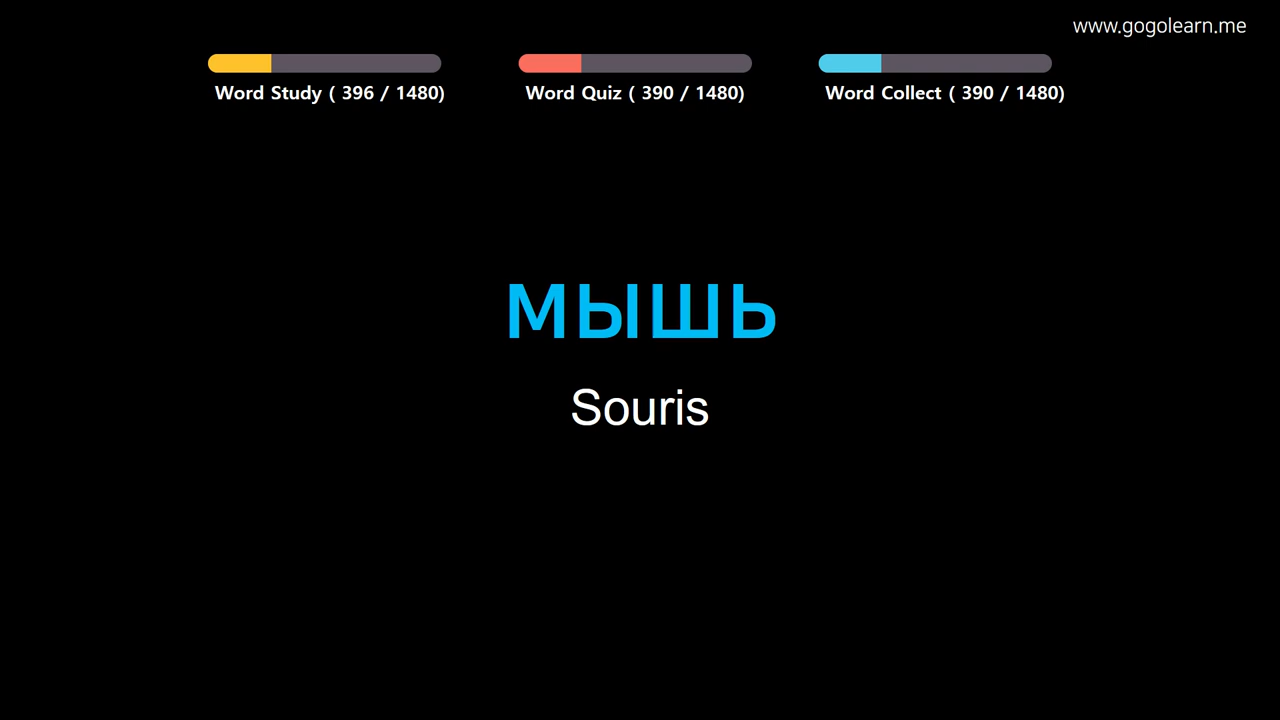 www.gogolearn.me
Word Study ( 396 / 1480)
Word Quiz ( 390 / 1480)
Word Collect ( 390 / 1480)
мышь
Souris